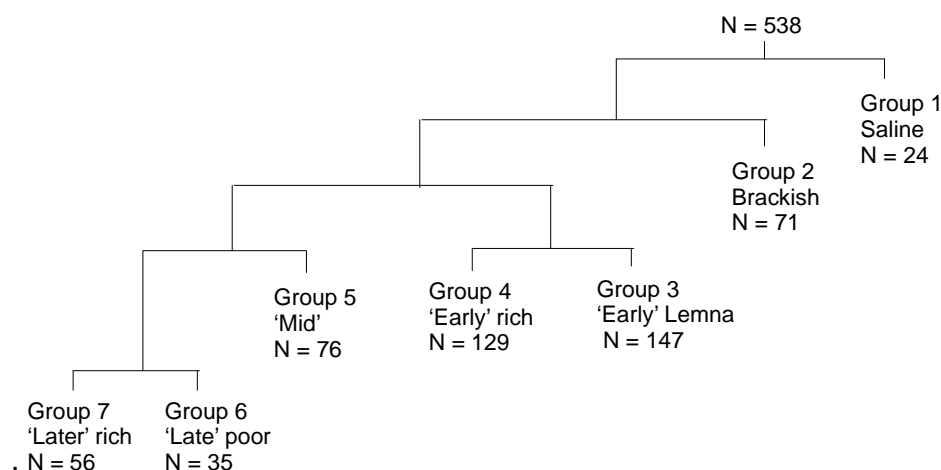 N = 538
Group 1
Saline
N = 24
Group 2
Brackish
N = 71
Group 3
‘Early’ Lemna
N = 147
Group 4
‘Early’ rich
N = 129
Group 5
‘Mid’
N = 76
Group 7
‘Later’ rich
. N = 56
Group 6
‘Late’ poor
N = 35